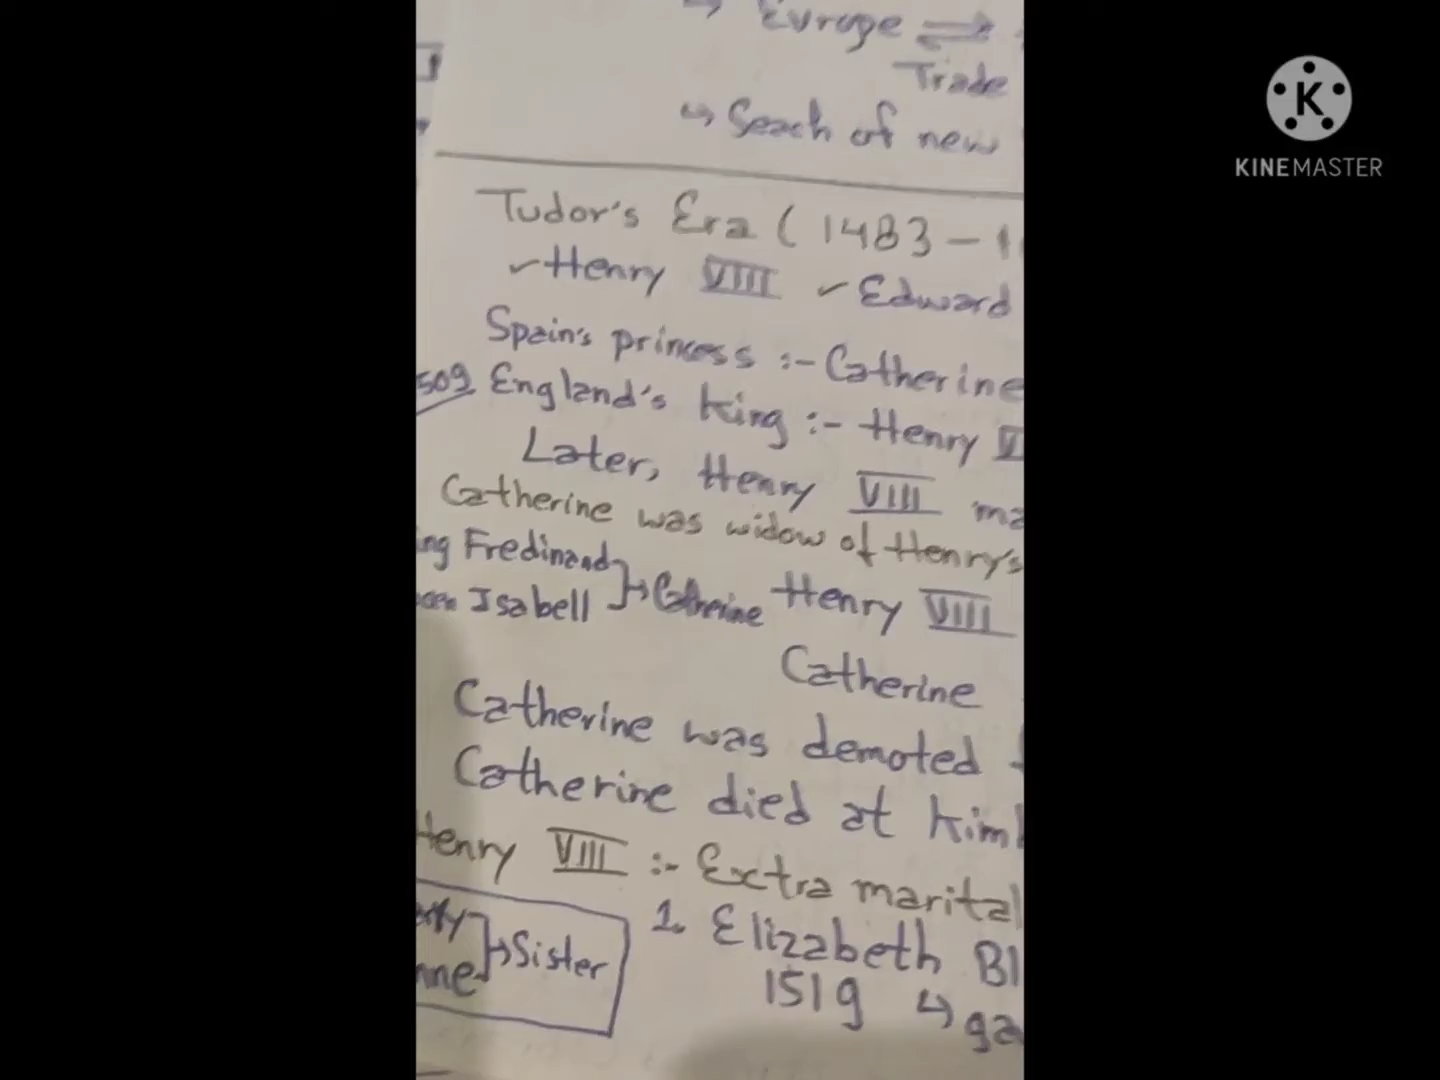 Europe ⇌
Trade
↳ Seach of new
Tudor's Era ( 1483 -
✓ Henry VIII ✓ Edward
Spain's princess :- Catherine
509 England's King :- Henry
Later, Henry VIII
Catherine was widow of Henry's
Fredinand
Isabell } → Catherine Henry VIII
Catherine
Catherine was demoted
Catherine died at
Henry VIII :- Extra marital
Sister
1. Elizabeth Bl
1519 ↳ ga
K
KINEMASTER